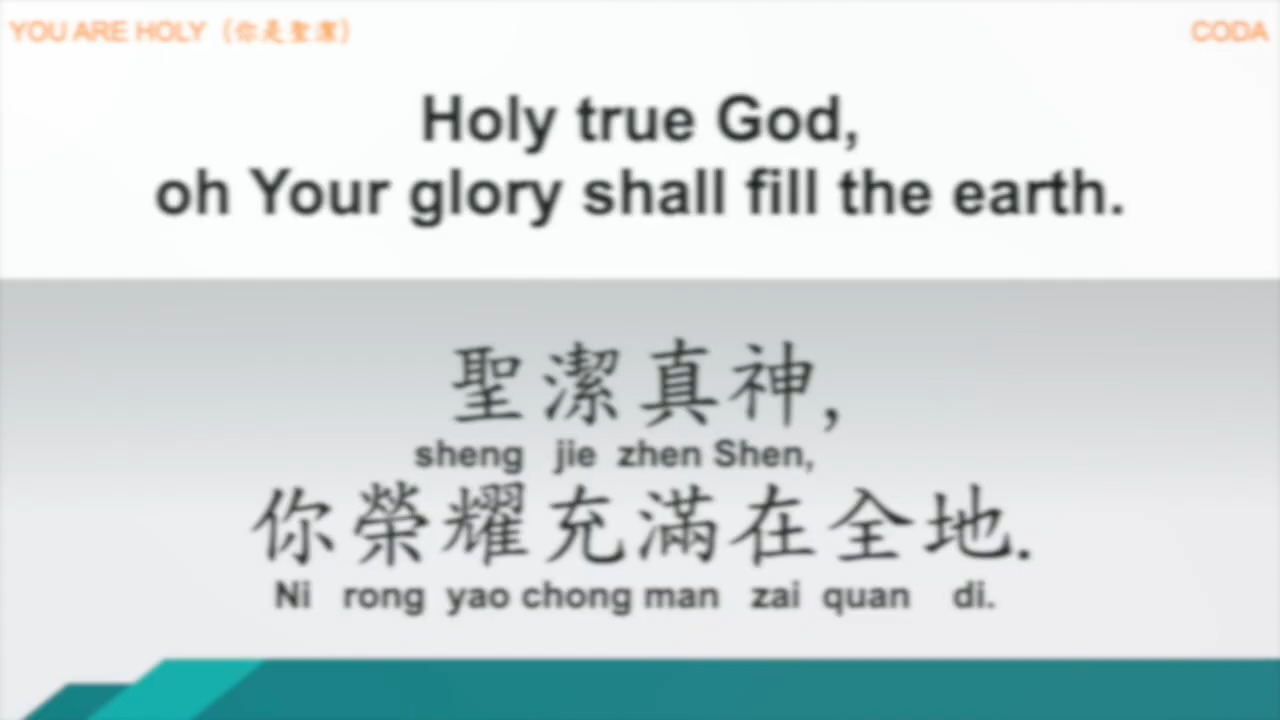 YOU ARE HOLY (你是聖潔)
CODA
Holy true God,
oh Your glory shall fill the earth.
聖潔真神,
sheng jie zhen Shen,
你榮耀充滿在全地.
Ni rong yao chong man zai quan di.